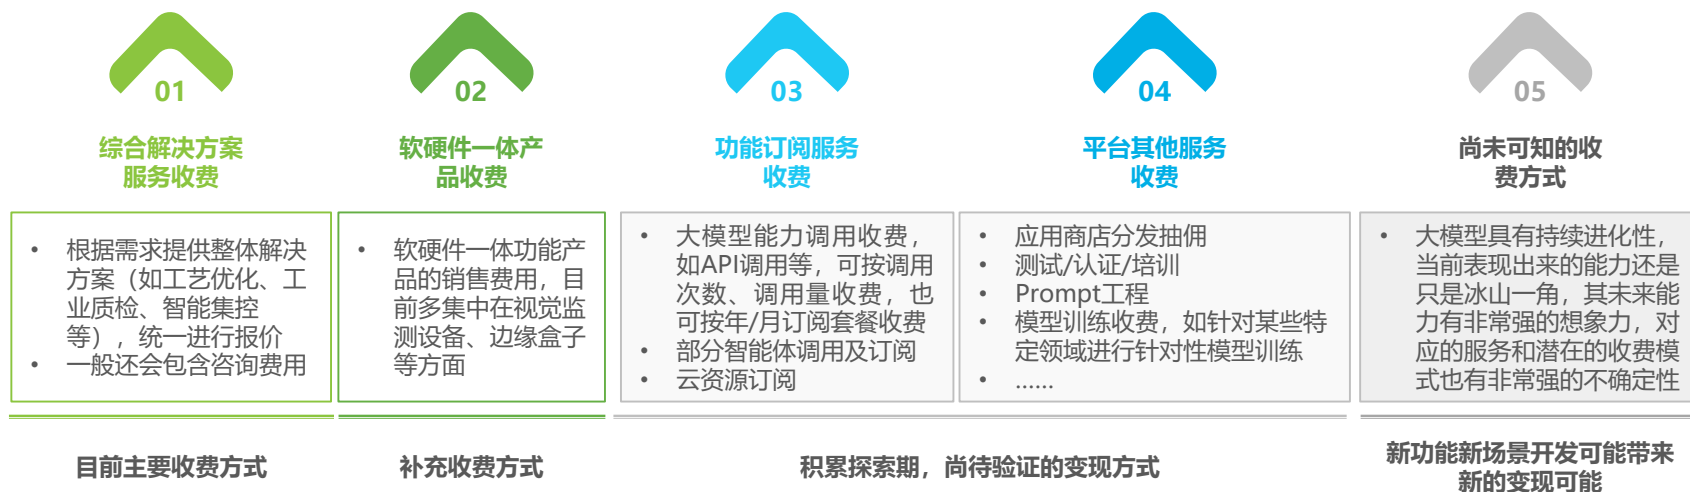 01
综合解决方案
服务收费
• 根据需求提供整体解决
方案（如工艺优化、工
业质检、智能集控
等），统一进行报价
• 一般还会包含咨询费用
目前主要收费方式
02
软硬件一体产
品收费
• 软硬件一体功能产
品的销售费用，目
前多集中在视觉监
测设备、边缘盒子
等方面
补充收费方式
03
功能订阅服务
收费
• 大模型能力调用收费，
如API调用等，可按调用
次数、调用量收费，也
可按年/月订阅套餐收费
• 部分智能体调用及订阅
• 云资源订阅
04
平台其他服务
收费
• 应用商店分发抽佣
• 测试/认证/培训
• Prompt工程
• 模型训练收费，如针对某些特
定领域进行针对性模型训练
• ......
积累探索期，尚待验证的变现方式
05
尚未可知的收
费方式
• 大模型具有持续进化性，
当前表现出来的能力还是
只是冰山一角，其未来能
力有非常强的想象力，对
应的服务和潜在的收费模
式也有非常强的不确定性
新功能新场景开发可能带来
新的变现可能